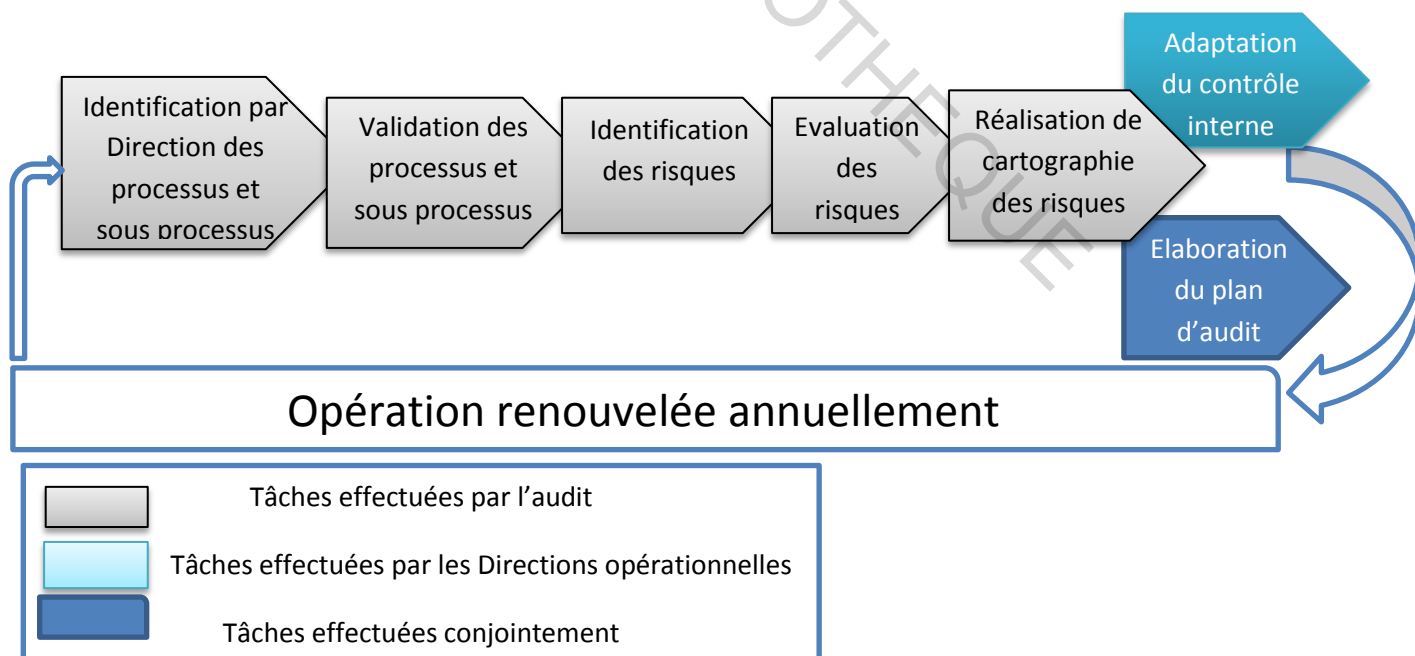 Identification par
Direction des
processus et
sous processus
Validation des
processus et
sous processus
Identification
des risques
Evaluation
des
risques
Réalisation de
cartographie
des risques
Adaptation
du contrôle
interne
Elaboration
du plan
d’audit
OTHEQUE
Opération renouvelée annuellement
Tâches effectuées par l’audit
Tâches effectuées par les Directions opérationnelles
Tâches effectuées conjointement